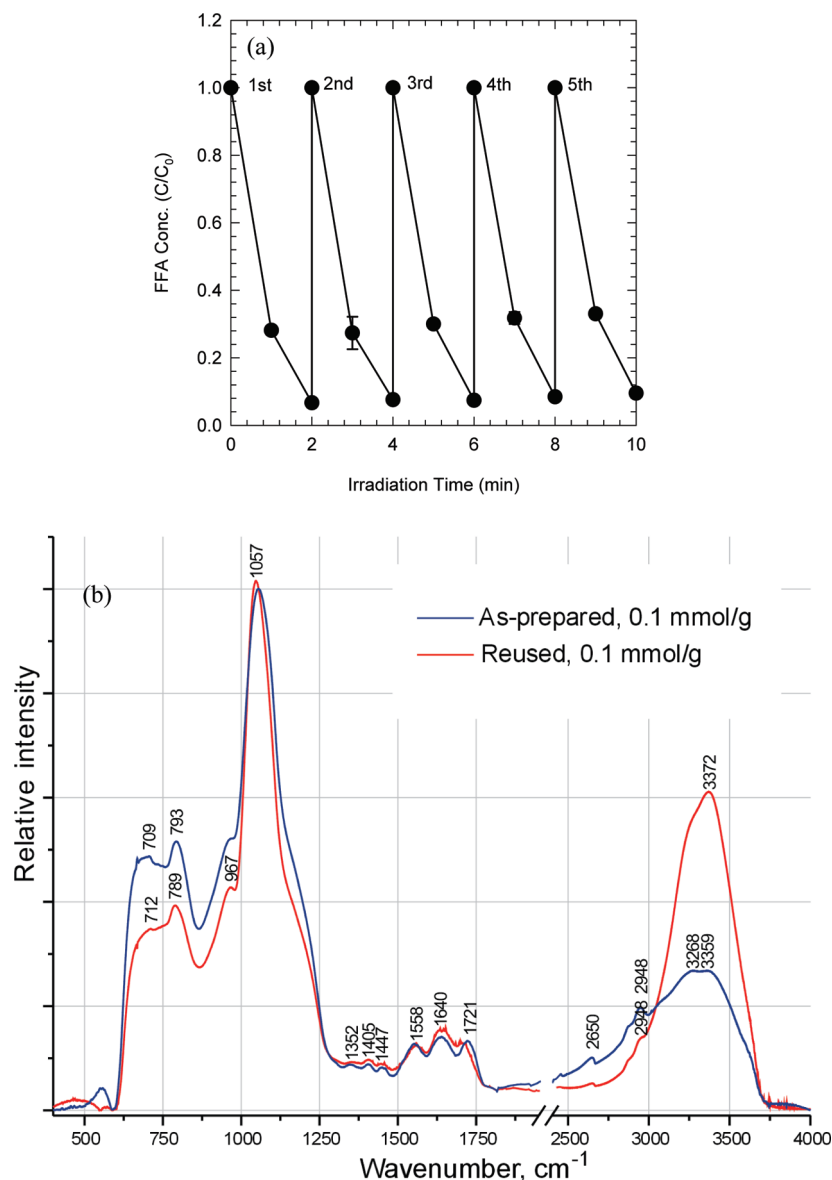 (a)
1.2
1.0
0.8
0.6
0.4
0.2
0.0
1st 2nd 3rd 4th 5th
FFA Conc. (C/C₀)
0 2 4 6 8 10
Irradiation Time (min)
(b)
1057
As-prepared, 0.1 mmol/g
Reused, 0.1 mmol/g
Relative intensity
709
793
712
789
967
1352
1405
1447
1558
1640
1721
2650
2948
2948
3268
3359
3372
500 750 1000 1250 1500 1750 2500 3000 3500 4000
Wavenumber, cm⁻¹